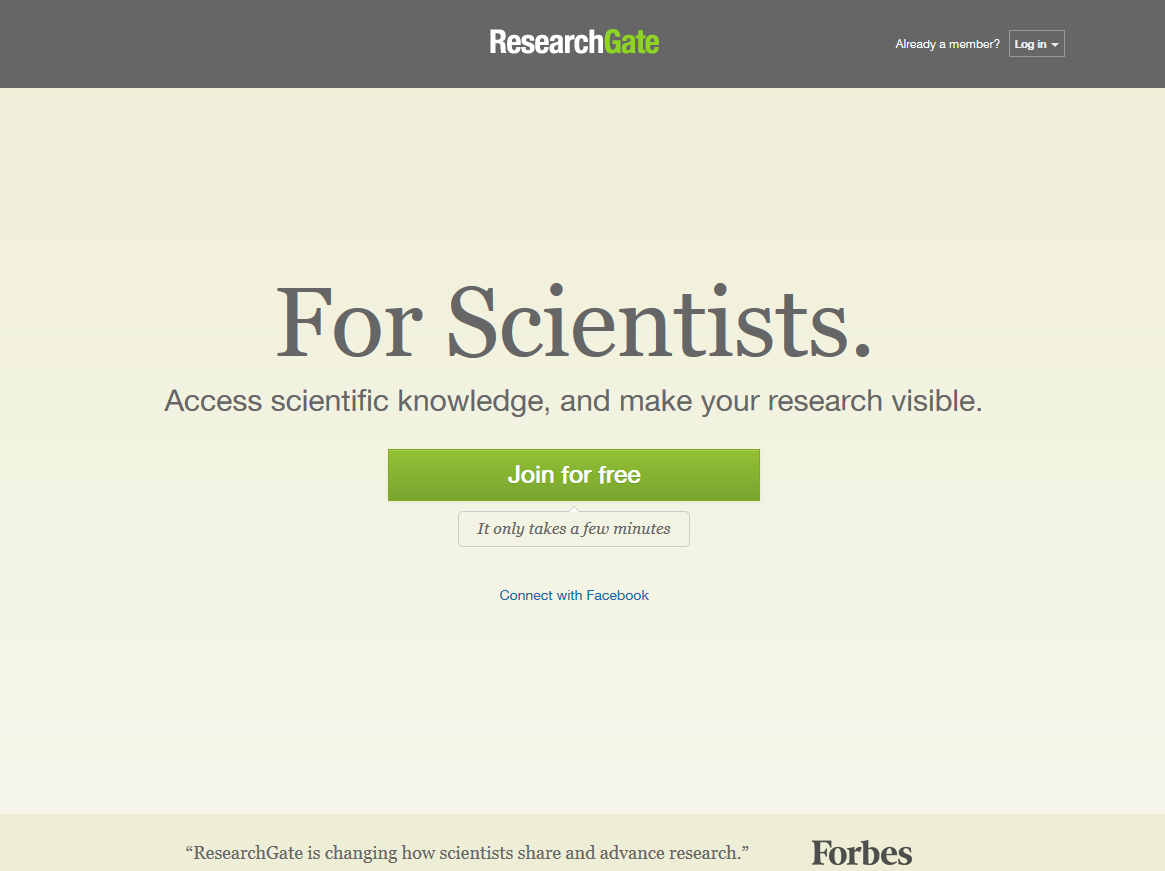 ResearchGate
Already a member? Log in
For Scientists.
Access scientific knowledge, and make your research visible.
Join for free
It only takes a few minutes
Connect with Facebook
“ResearchGate is changing how scientists share and advance research.” Forbes